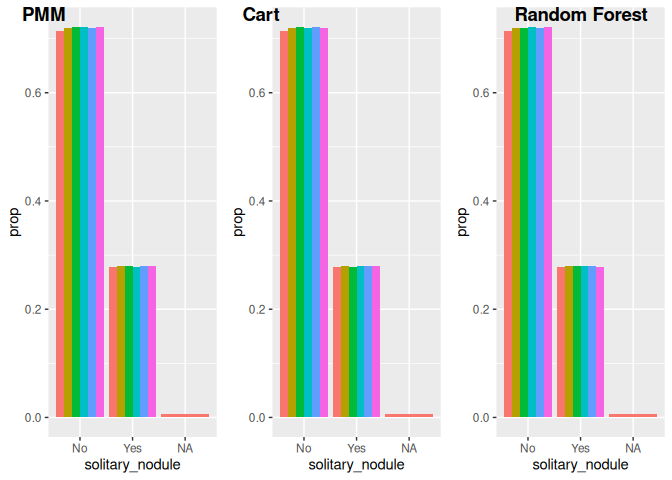 PMM
Cart
Random Forest
prop
0.6
0.4
0.2
0.0
No Yes NA
solitary_nodule
prop
0.6
0.4
0.2
0.0
No Yes NA
solitary_nodule
prop
0.6
0.4
0.2
0.0
No Yes NA
solitary_nodule